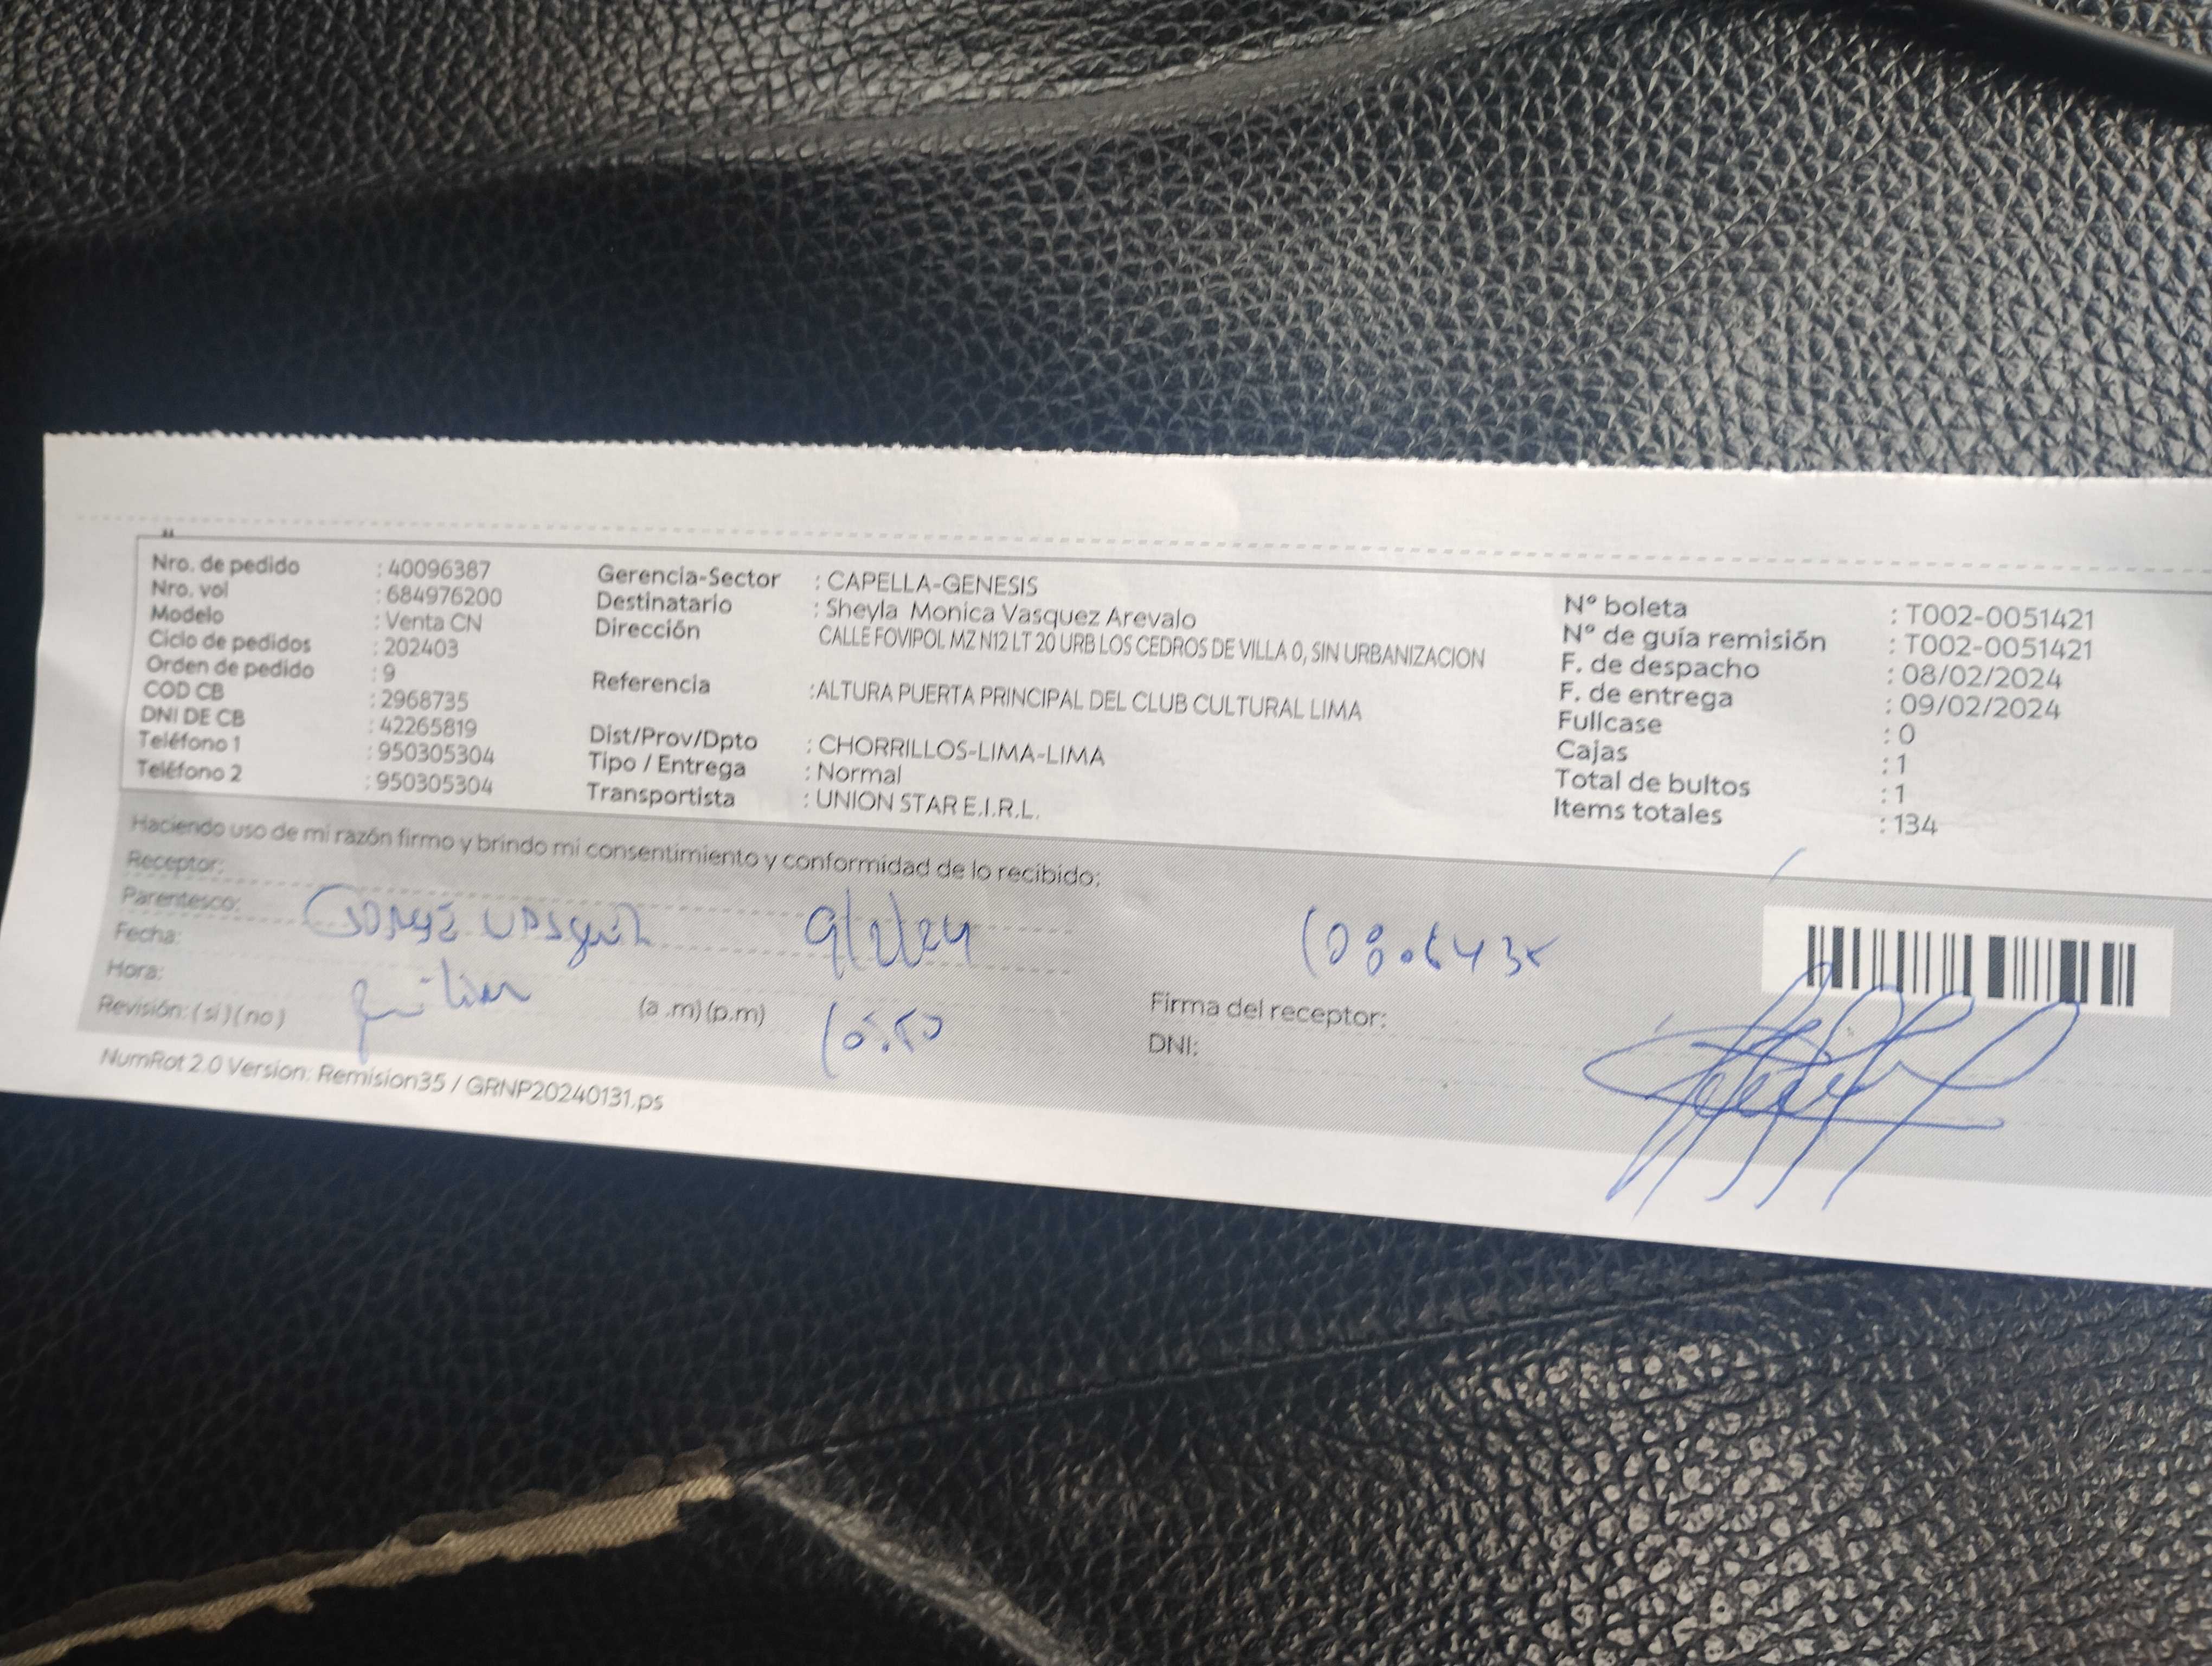 Nro. de pedido : 40096387
Nro. vol : 684976200
Modelo : Venta CN
Ciclo de pedidos : 202403
Orden de pedido : 9
COD CB : 2968735
DNI DE CB : 42265819
Teléfono 1 : 950305304
Teléfono 2 : 950305304
Gerencia-Sector : CAPELLA-GENESIS
Destinatario : Sheyla Monica Vasquez Arevalo
Dirección CALLE FOVIPOL MZ N12 LT 20 URB LOS CEDROS DE VILLA 0, SIN URBANIZACION
Referencia :ALTURA PUERTA PRINCIPAL DEL CLUB CULTURAL LIMA
Dist/Prov/Dpto : CHORRILLOS-LIMA-LIMA
Tipo / Entrega : Normal
Transportista : UNION STAR E.I.R.L.
Nº boleta : T002-0051421
Nº de guía remisión : T002-0051421
F. de despacho : 08/02/2024
F. de entrega : 09/02/2024
Fullcase : 0
Cajas : 1
Total de bultos : 1
Items totales : 134
Haciendo uso de mi razón firmo y brindo mi consentimiento y conformidad de lo recibido:
Receptor:
Parentesco:
9/2/24
Fecha:
Hora:
(a .m) (p.m)
Revisión: ( si ) ( no )
Firma del receptor:
DNI:
NumRot 2.0 Version: Remision35 / GRNP20240131.ps